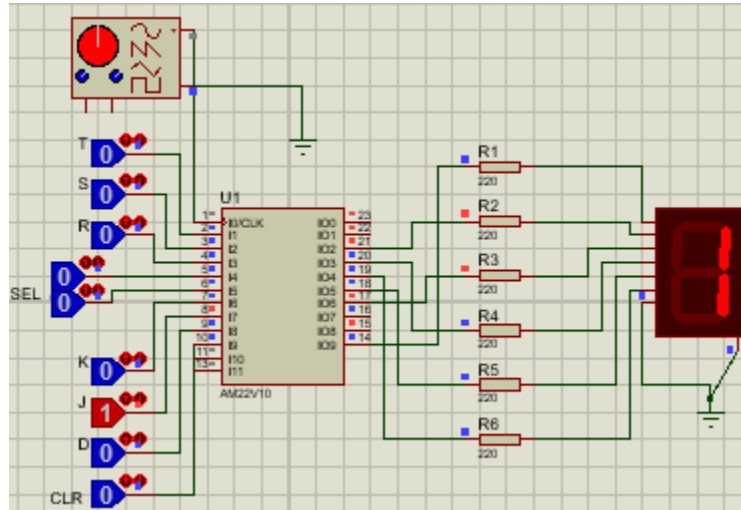 T
0
S
0
R
0
SEL
0
0
K
0
J
1
D
0
CLR
0
U1
1
2
3
4
5
6
7
8
9
10
11
13
I0/CLK
I1
I2
I3
I4
I5
I6
I7
I8
I9
I10
I11
IO0
IO1
IO2
IO3
IO4
IO5
IO6
IO7
IO8
IO9
23
22
21
20
19
18
17
16
15
14
AM22V10
R1
220
R2
220
R3
220
R4
220
R5
220
R6
220
1